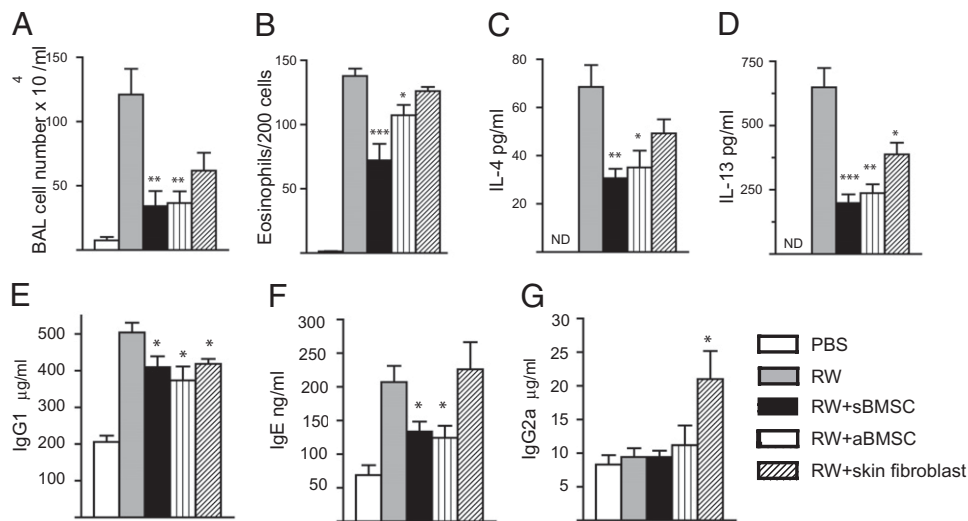 A
4
BAL cell number x 10 /ml
150
100
50
***
**
B
Eosinophils/200 cells
150
100
50
***
*
C
IL-4 pg/ml
80
60
40
20
ND
**
*
D
IL-13 pg/ml
750
500
250
ND
***
**
*
E
IgG1 µg/ml
500
400
300
200
100
*
*
*
F
IgE ng/ml
300
250
200
150
100
50
*
*
G
IgG2a µg/ml
30
25
20
15
10
5
*
PBS
RW
RW+sBMSC
RW+aBMSC
RW+skin fibroblast